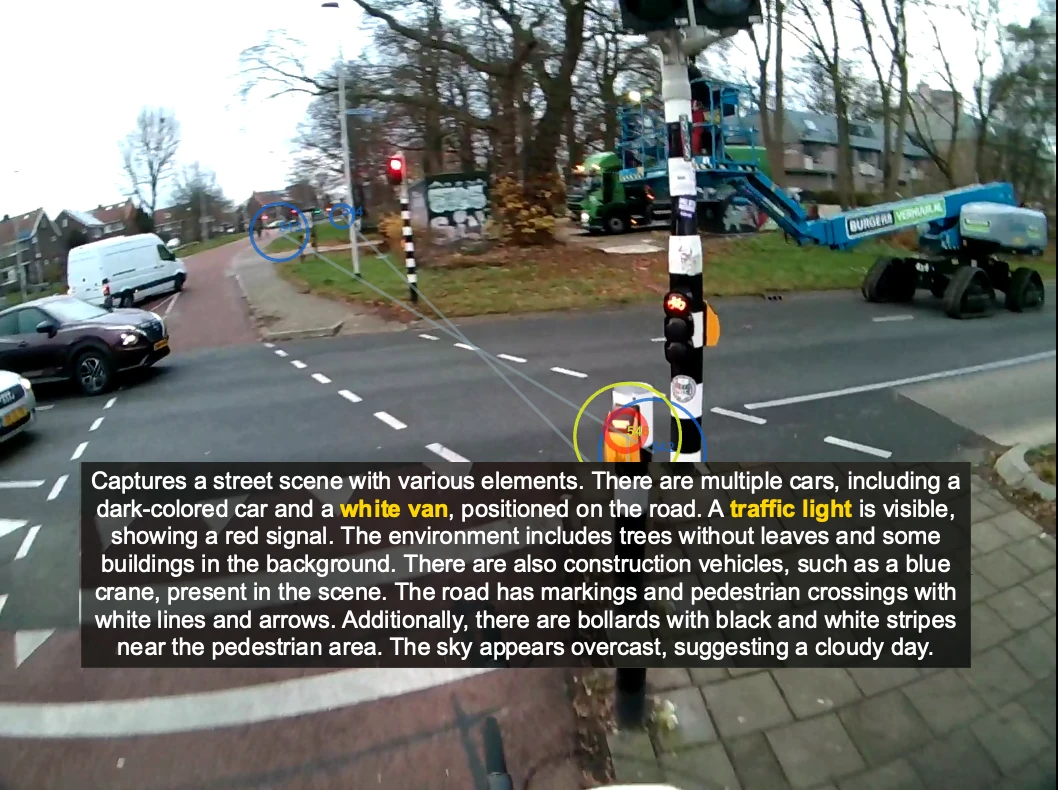 BURGERS VERHUUR.NL
54
Captures a street scene with various elements. There are multiple cars, including a
dark-colored car and a white van, positioned on the road. A traffic light is visible,
showing a red signal. The environment includes trees without leaves and some
buildings in the background. There are also construction vehicles, such as a blue
crane, present in the scene. The road has markings and pedestrian crossings with
white lines and arrows. Additionally, there are bollards with black and white stripes
near the pedestrian area. The sky appears overcast, suggesting a cloudy day.